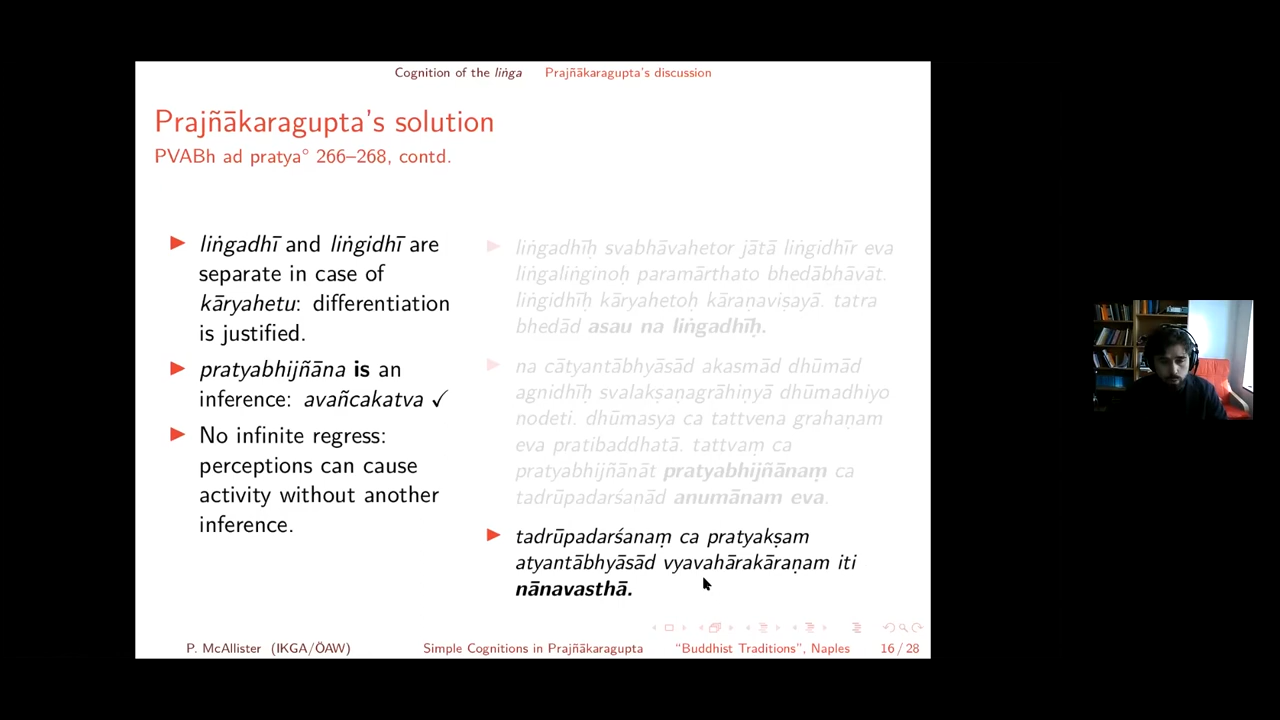 Cognition of the liṅga Prajñākaragupta's discussion
Prajñākaragupta's solution
PVABh ad pratya° 266–268, contd.
▶ liṅgadhī and liṅgidhī are
separate in case of
kāryahetu: differentiation
is justified.
▶ pratyabhijñāna is an
inference: avañcakatva ✓
▶ No infinite regress:
perceptions can cause
activity without another
inference.
▶ liṅgadhīḥ svabhāvahetor jātā liṅgidhīr eva
liṅgaliṅginoḥ paramārthato bhedābhāvāt.
liṅgidhīḥ kāryahetoḥ kāraṇaviṣayā. tatra
bhedād asau na liṅgadhīḥ.
▶ na cātyantābhyāsād akasmād dhūmād
agnidhīḥ svalakṣaṇagrāhiṇyā dhūmadhiyo
nodeti. dhūmasya ca tattvena grahaṇam
eva pratibaddhatā. tattvaṃ ca
pratyabhijñānāt pratyabhijñānaṃ ca
tadrūpadarśanād anumānam eva.
▶ tadrūpadarśanaṃ ca pratyakṣam
atyantābhyāsād vyavahārakāraṇam iti
nānavasthā.
P. McAllister (IKGA/ÖAW) Simple Cognitions in Prajñākaragupta "Buddhist Traditions", Naples 16 / 28